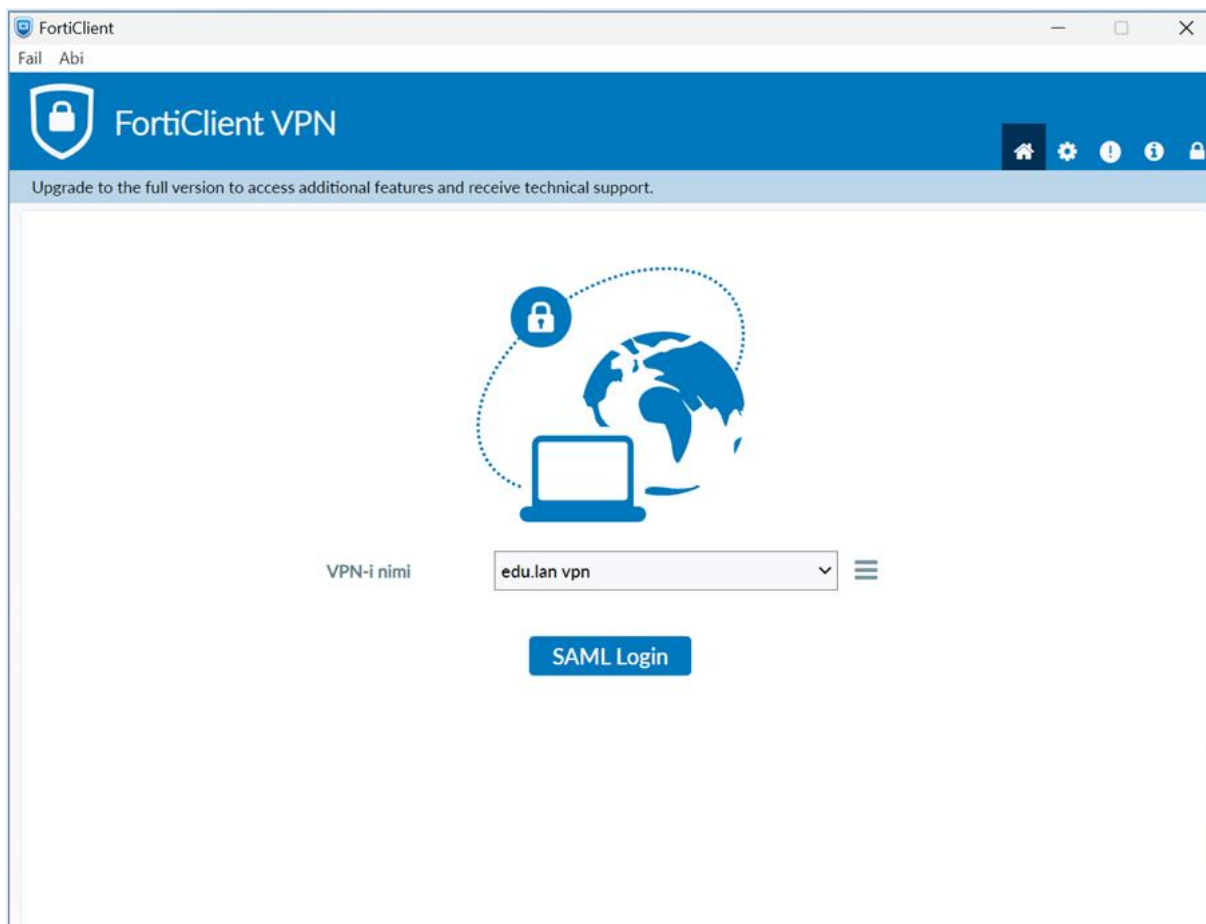 FortiClient
Fail Abi
FortiClient VPN
Upgrade to the full version to access additional features and receive technical support.
VPN-i nimi
edu.lan vpn
SAML Login